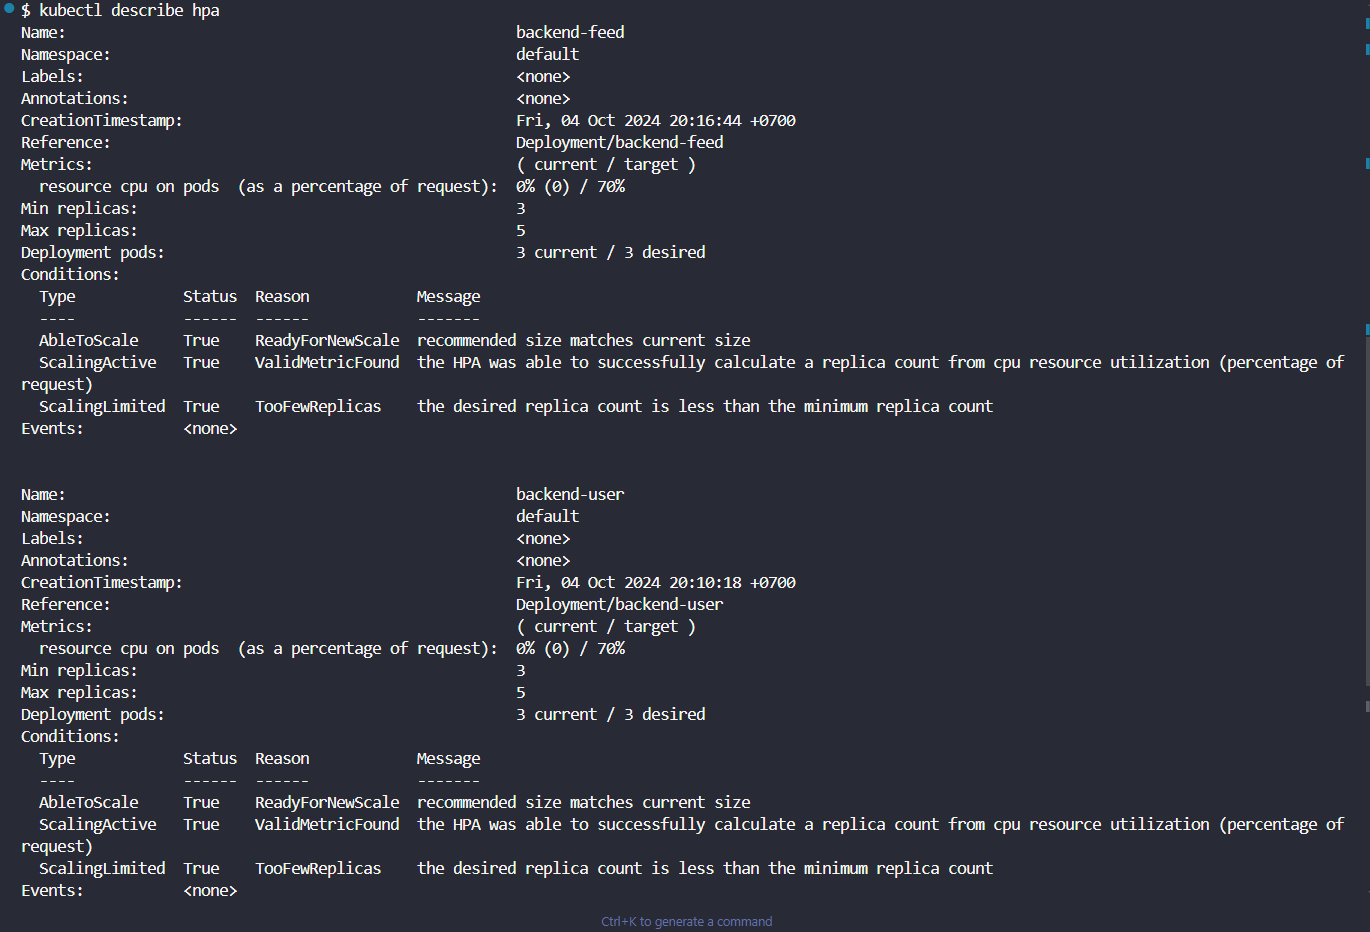 $ kubectl describe hpa
Name:                                                  backend-feed
Namespace:                                             default
Labels:                                                <none>
Annotations:                                           <none>
CreationTimestamp:                                     Fri, 04 Oct 2024 20:16:44 +0700
Reference:                                             Deployment/backend-feed
Metrics:                                               ( current / target )
  resource cpu on pods  (as a percentage of request):  0% (0) / 70%
Min replicas:                                          3
Max replicas:                                          5
Deployment pods:                                       3 current / 3 desired
Conditions:
  Type            Status  Reason            Message
  ----            ------  ------            -------
  AbleToScale     True    ReadyForNewScale  recommended size matches current size
  ScalingActive   True    ValidMetricFound  the HPA was able to successfully calculate a replica count from cpu resource utilization (percentage of
request)
  ScalingLimited  True    TooFewReplicas    the desired replica count is less than the minimum replica count
Events:           <none>
Name:                                                  backend-user
Namespace:                                             default
Labels:                                                <none>
Annotations:                                           <none>
CreationTimestamp:                                     Fri, 04 Oct 2024 20:10:18 +0700
Reference:                                             Deployment/backend-user
Metrics:                                               ( current / target )
  resource cpu on pods  (as a percentage of request):  0% (0) / 70%
Min replicas:                                          3
Max replicas:                                          5
Deployment pods:                                       3 current / 3 desired
Conditions:
  Type            Status  Reason            Message
  ----            ------  ------            -------
  AbleToScale     True    ReadyForNewScale  recommended size matches current size
  ScalingActive   True    ValidMetricFound  the HPA was able to successfully calculate a replica count from cpu resource utilization (percentage of
request)
  ScalingLimited  True    TooFewReplicas    the desired replica count is less than the minimum replica count
Events:           <none>
Ctrl+K to generate a command